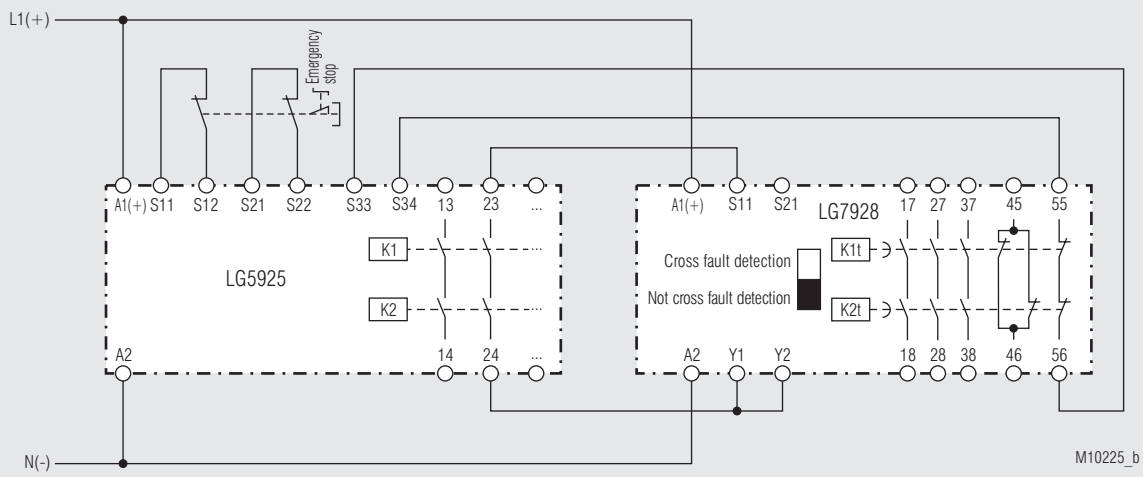 L1(+)
Emergency
stop
A1(+) S11 S12 S21 S22 S33 S34 13 23 ...
A1(+) S11 S21 LG7928 17 27 37 45 55
K1 ...
K1t
Cross fault detection
LG5925
Not cross fault detection
K2 ...
K2t
A2 14 24 ...
A2 Y1 Y2 18 28 38 46 56
N(-)
M10225_b